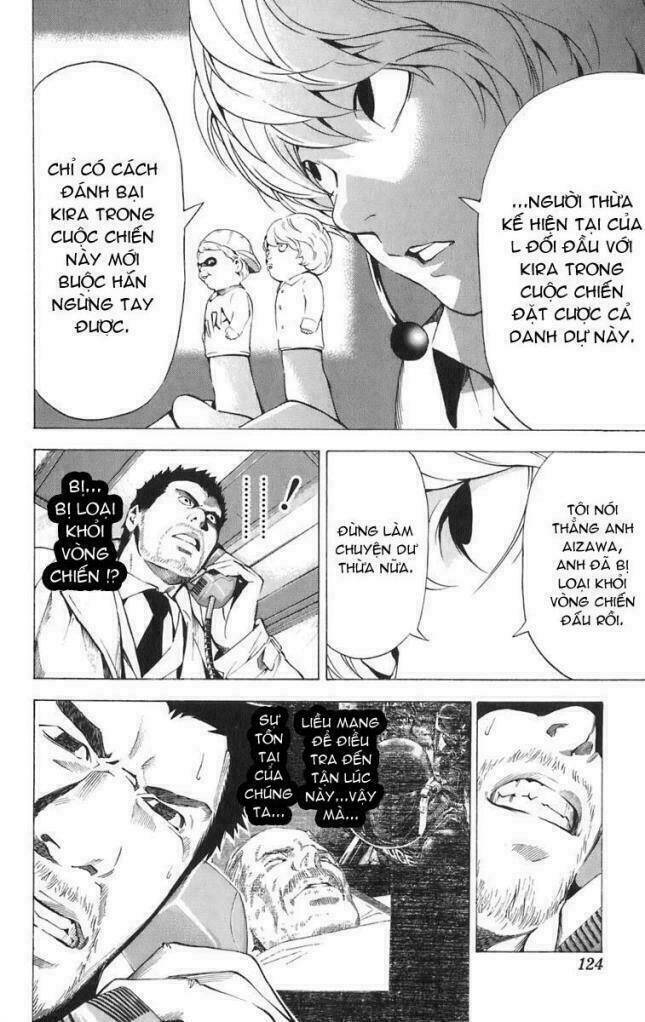 ...NGƯỜI THỪA
KẾ HIỆN TẠI CỦA
L ĐỐI ĐẦU VỚI
KIRA TRONG
CUỘC CHIẾN
ĐẶT CƯỢC CẢ
DANH DỰ NÀY.
CHỈ CÓ CÁCH
ĐÁNH BẠI
KIRA TRONG
CUỘC CHIẾN
NÀY MỚI
BUỘC HẮN
NGỪNG TAY
ĐƯỢC.
KIRA
TÔI NÓI
THẲNG ANH
AIZAWA,
ANH ĐÃ BỊ
LOẠI KHỎI
VÒNG CHIẾN
ĐẤU RỒI.
ĐỪNG LÀM
CHUYỆN DƯ
THỪA NỮA.
!
BỊ...
BỊ LOẠI
KHỎI
VÒNG
CHIẾN !?
LIỀU MẠNG
ĐỂ ĐIỀU
TRA ĐẾN
TẬN LÚC
NÀY...VẬY
MÀ...
SỰ
TỒN
TẠI
CỦA
CHÚNG
TA...
124